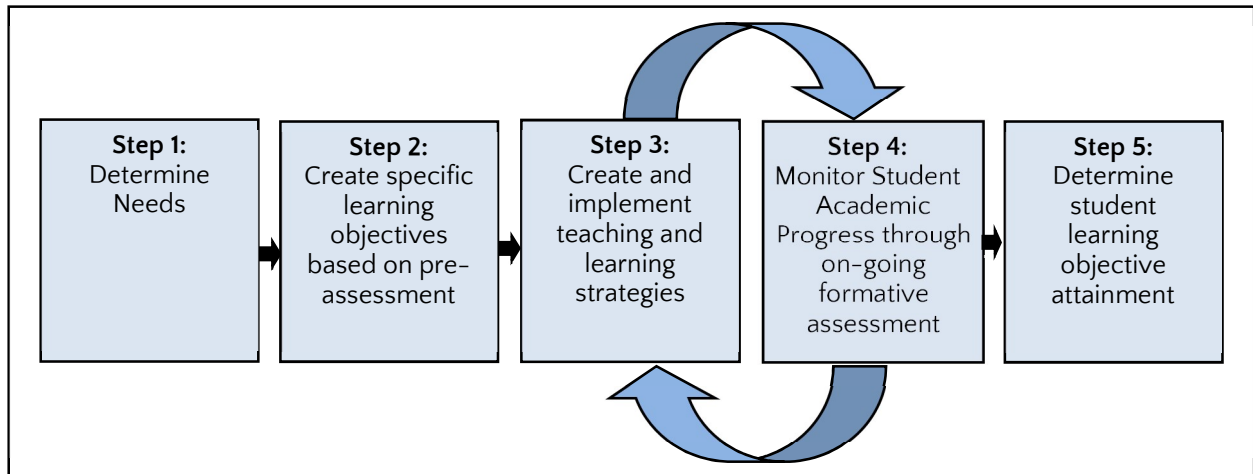 Step 1:
Determine
Needs
Step 2:
Create specific
learning
objectives
based on pre-
assessment
Step 3:
Create and
implement
teaching and
learning
strategies
Step 4:
Monitor Student
Academic
Progress through
on-going
formative
assessment
Step 5:
Determine
student
learning
objective
attainment